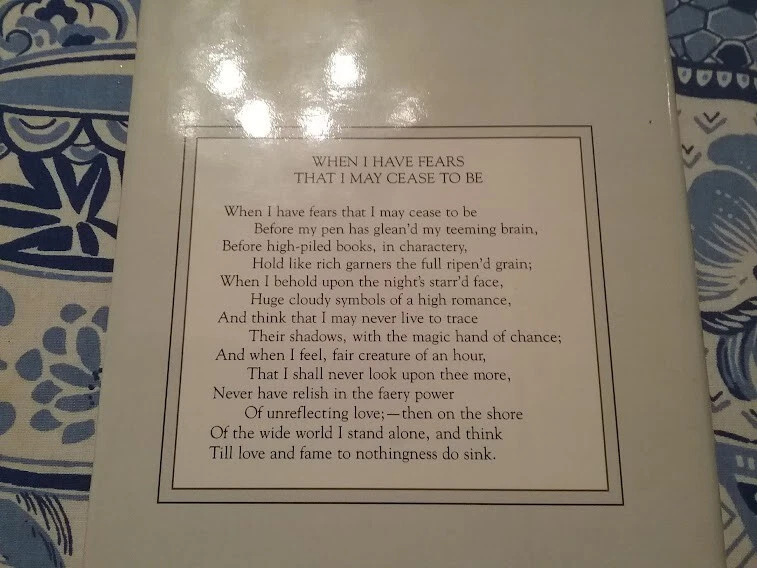 WHEN I HAVE FEARS
THAT I MAY CEASE TO BE
When I have fears that I may cease to be
Before my pen has glean'd my teeming brain,
Before high-piled books, in charactery,
Hold like rich garners the full ripen'd grain;
When I behold upon the night's starr'd face,
Huge cloudy symbols of a high romance,
And think that I may never live to trace
Their shadows, with the magic hand of chance;
And when I feel, fair creature of an hour,
That I shall never look upon thee more,
Never have relish in the faery power
Of unreflecting love;—then on the shore
Of the wide world I stand alone, and think
Till love and fame to nothingness do sink.